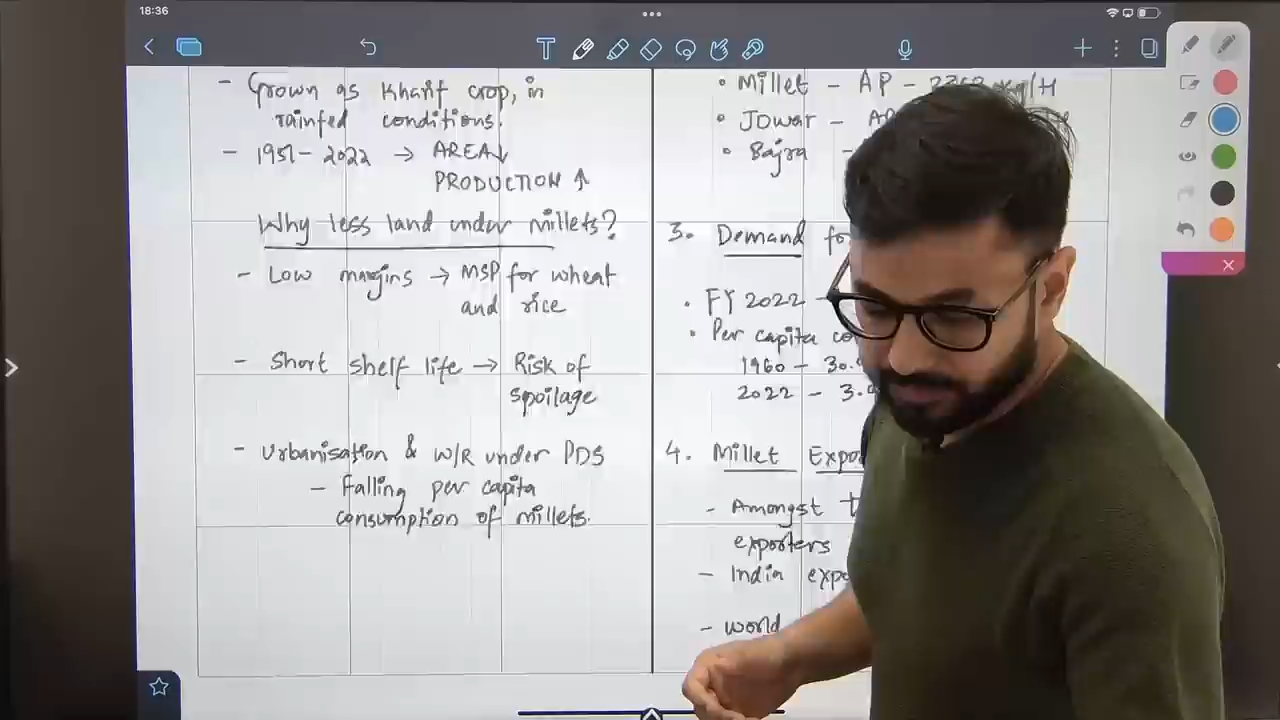 18:36
- Grown as Kharif crop, in
rainfed conditions.
- 1951 - 2022 → AREA↓
PRODUCTION ↑
Why less land under millets?
- Low margins → MSP for wheat
and rice
- Short shelf life → Risk of
spoilage
- Urbanisation & W/R under PDS
- Falling per capita
consumption of millets.
• Millet - AP - kg/H
• Jowar -
• Bajra -
3. Demand fo
• FY 2022 -
• Per capita co
1960 - 30.
2022 - 3.
4. Millet Expo
- Amongst
exporters
- India expo
- world